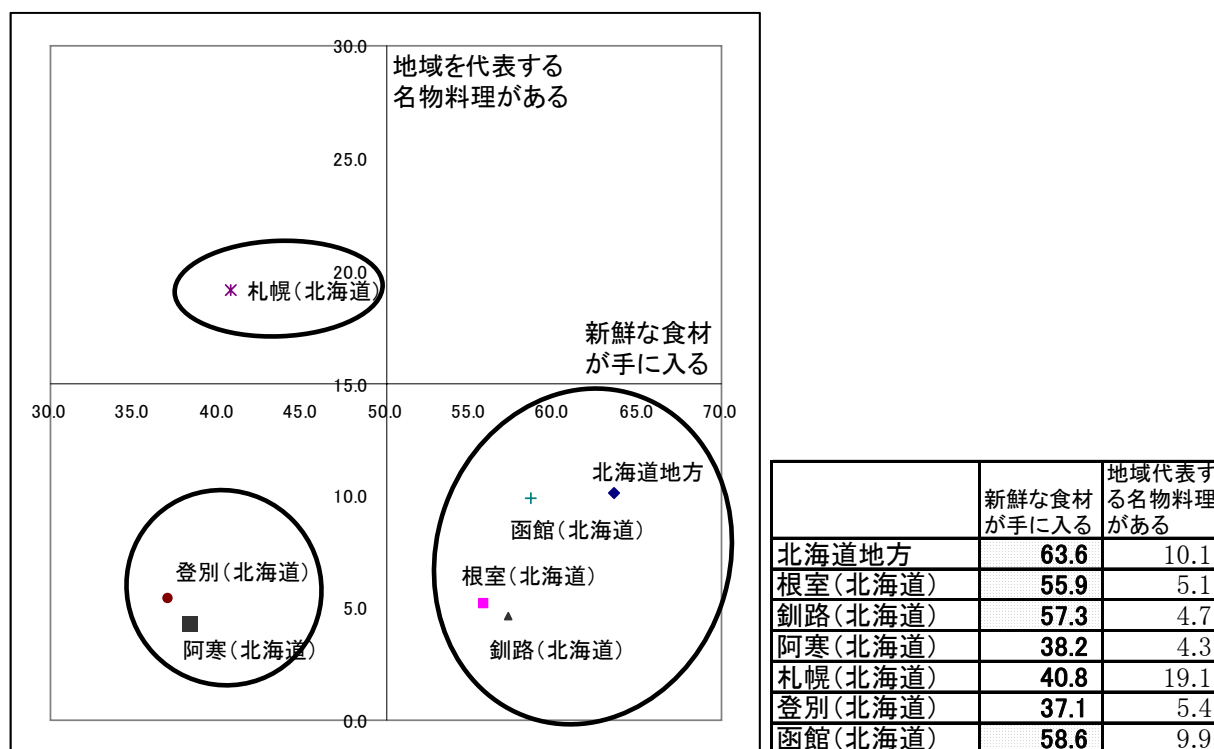 30.0
地域を代表する
名物料理がある
25.0
20.0
札幌（北海道）
新鮮な食材
が手に入る
15.0
30.0 35.0 40.0 45.0 50.0 55.0 60.0 65.0 70.0
北海道地方
10.0
函館（北海道）
登別（北海道）
根室（北海道）
5.0
阿寒（北海道）
釧路（北海道）
0.0
新鮮な食材
が手に入る
地域代表す
る名物料理
がある
北海道地方 63.6 10.1
根室（北海道） 55.9 5.1
釧路（北海道） 57.3 4.7
阿寒（北海道） 38.2 4.3
札幌（北海道） 40.8 19.1
登別（北海道） 37.1 5.4
函館（北海道） 58.6 9.9